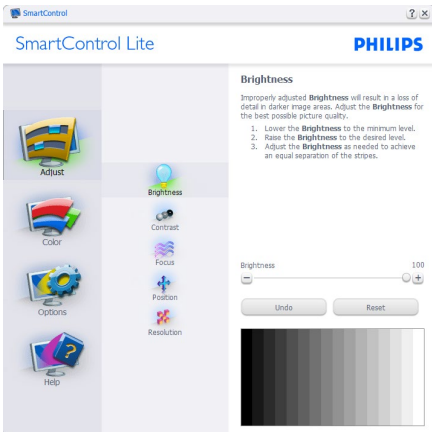 SmartControl
SmartControl Lite
PHILIPS
Adjust
Color
Options
Help
Brightness
Contrast
Focus
Position
Resolution
Brightness
Improperly adjusted Brightness will result in a loss of
detail in darker image areas. Adjust the Brightness for
the best possible picture quality.
1. Lower the Brightness to the minimum level.
2. Raise the Brightness to the desired level.
3. Adjust the Brightness as needed to achieve
an equal separation of the stripes.
Brightness 100
Undo Reset